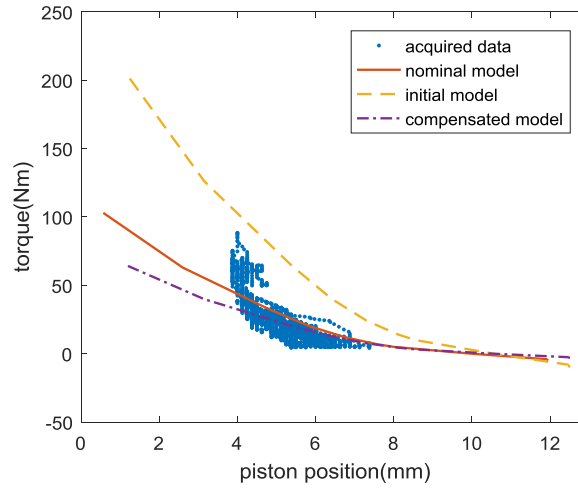 250
200
150
100
50
0
-50
torque(Nm)
0 2 4 6 8 10 12
piston position(mm)
acquired data
nominal model
initial model
compensated model